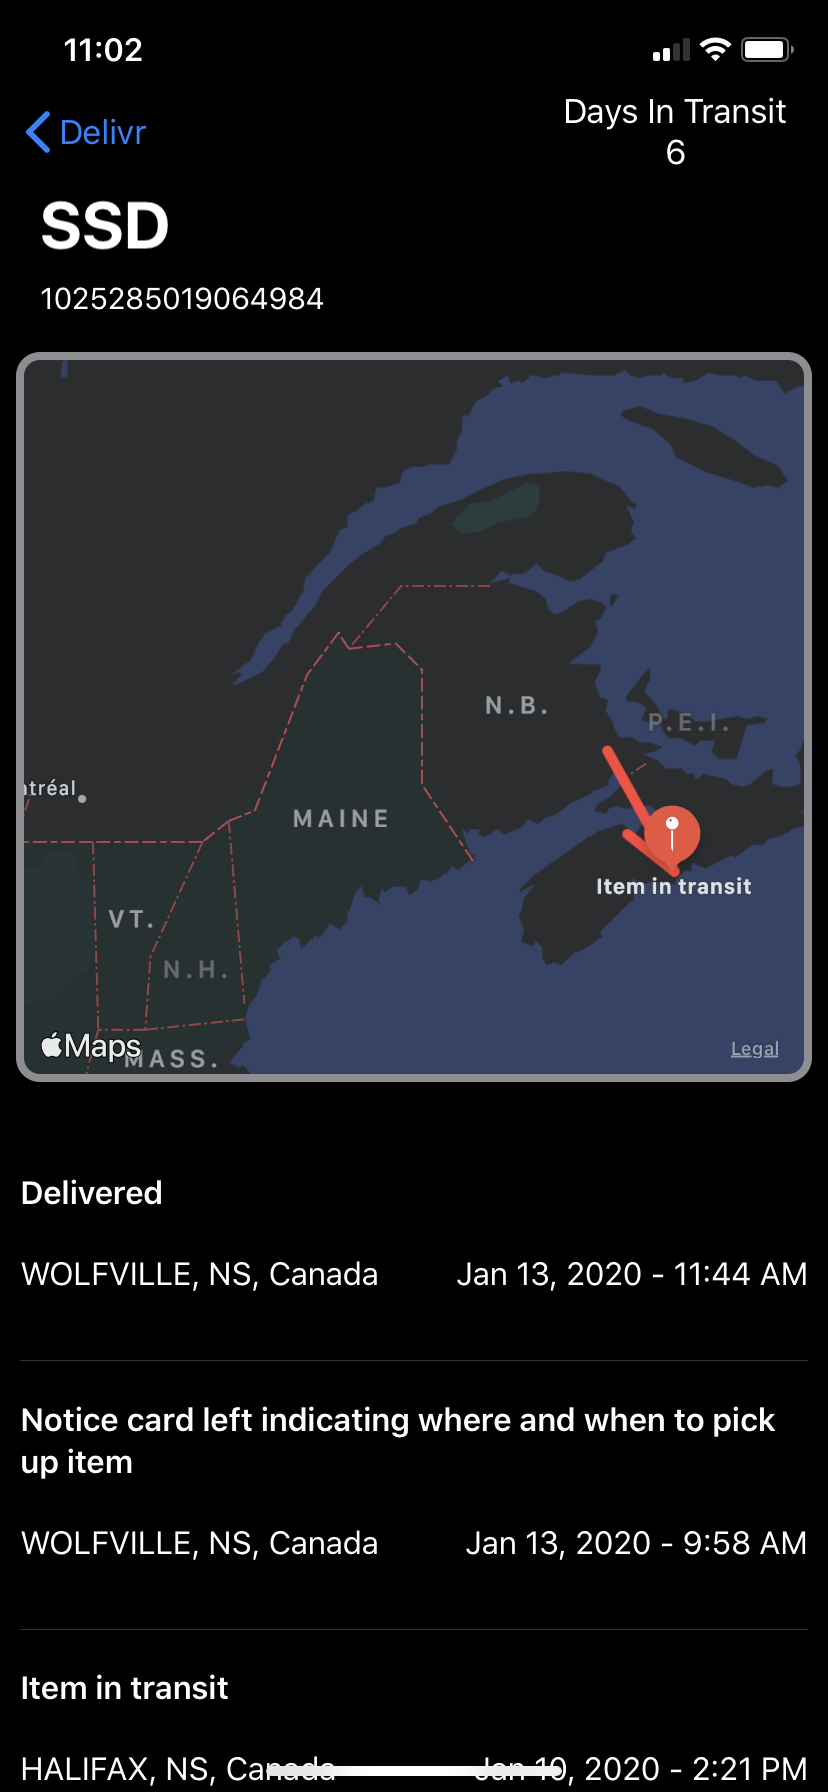 11:02
Delivr
Days In Transit
6
SSD
1025285019064984
N.B.
P.E.I.
tréal
MAINE
Item in transit
VT.
N.H.
Maps
MASS.
Legal
Delivered
WOLFVILLE, NS, Canada Jan 13, 2020 - 11:44 AM
Notice card left indicating where and when to pick
up item
WOLFVILLE, NS, Canada Jan 13, 2020 - 9:58 AM
Item in transit
HALIFAX, NS, Canada Jan 10, 2020 - 2:21 PM